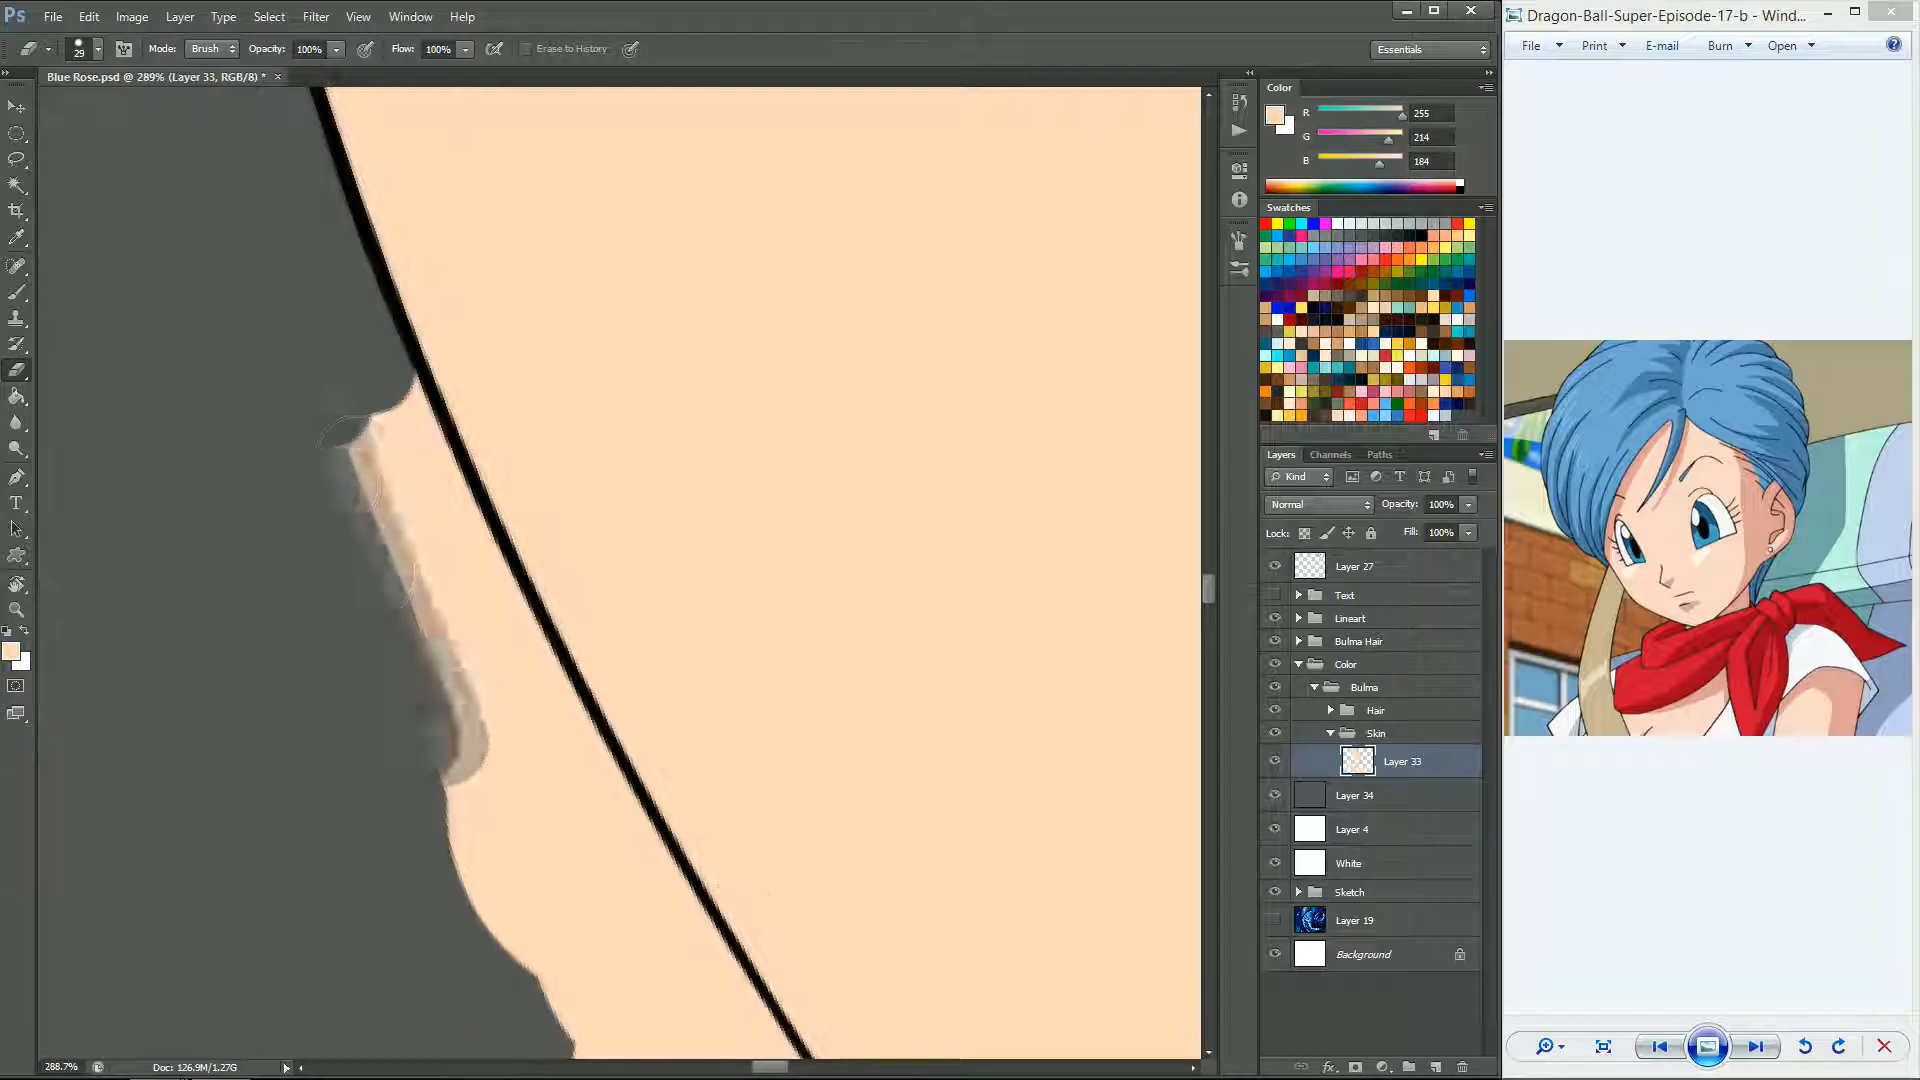 Ps File Edit Image Layer Type Select Filter View Window Help
29 Mode: Brush Opacity: 100% Flow: 100% Erase to History Essentials
Blue Rose.psd @ 289% (Layer 33, RGB/8) * ×
Color
R 255
G 214
B 184
Swatches
Layers Channels Paths
Kind T
Normal Opacity: 100%
Lock: Fill: 100%
Layer 27
Text
Lineart
Bulma Hair
Color
Bulma
Hair
Skin
Layer 33
Layer 34
Layer 4
White
Sketch
Layer 19
Background
T
288.7% Doc: 126.9M/1.27G
fx
Dragon-Ball-Super-Episode-17-b - Wind...
File Print E-mail Burn Open